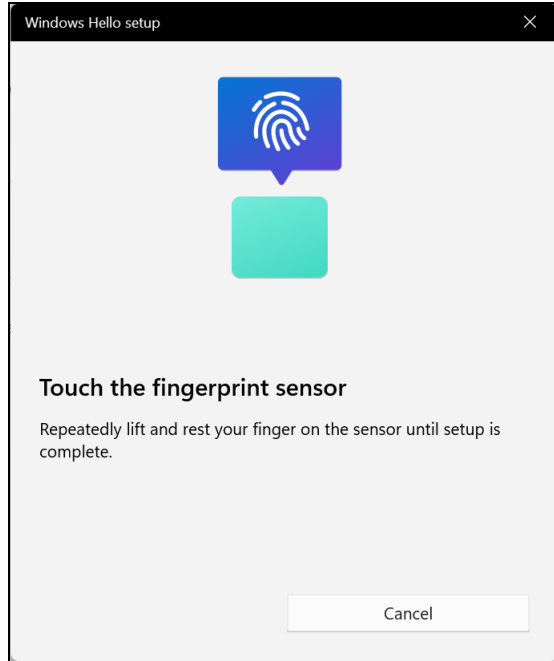 Windows Hello setup
Touch the fingerprint sensor
Repeatedly lift and rest your finger on the sensor until setup is
complete.
Cancel